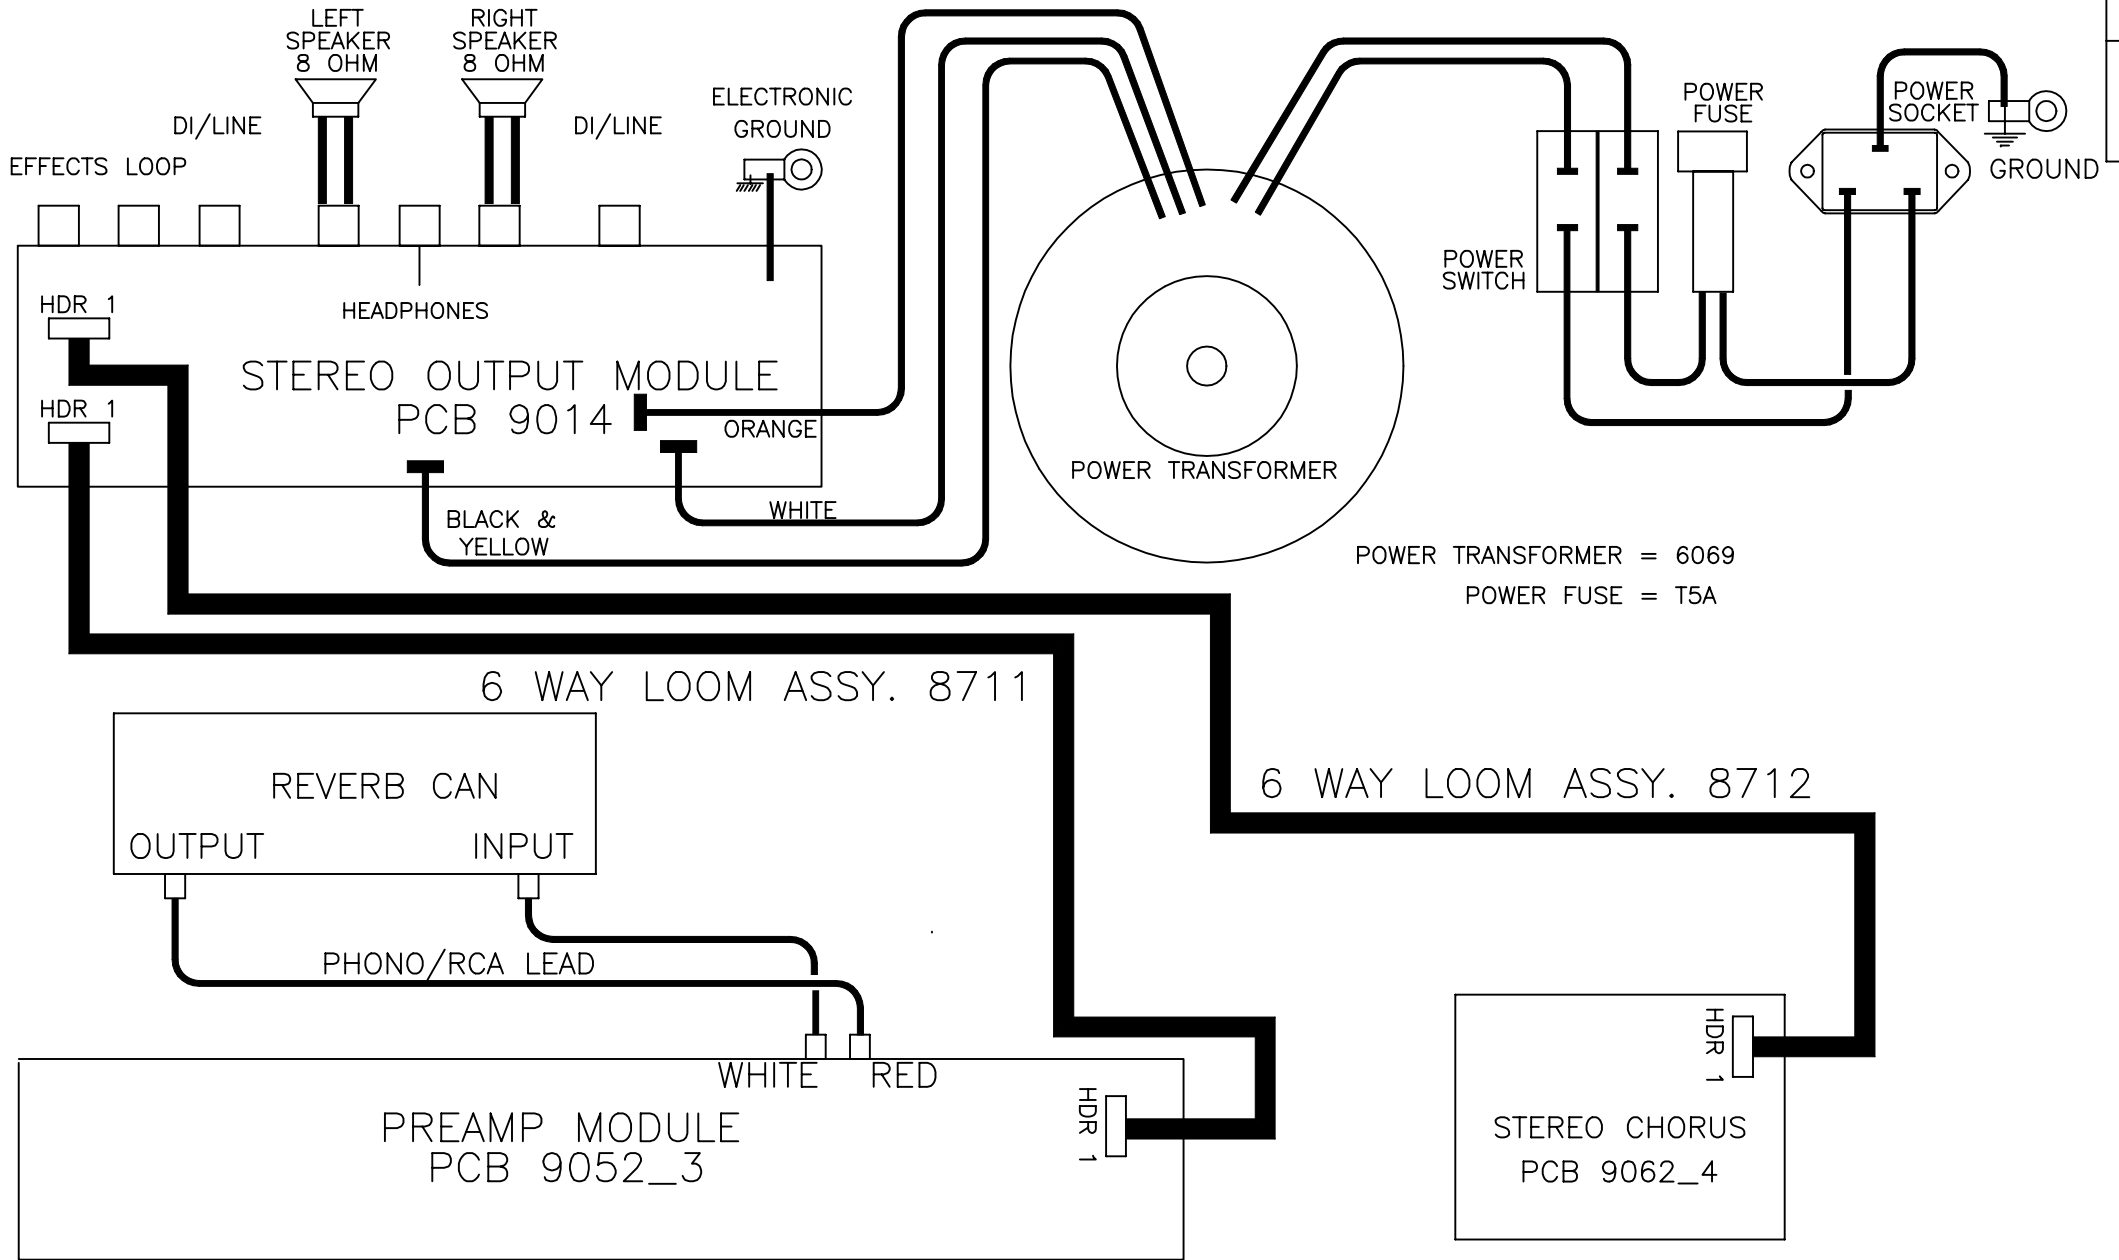 LEFT
SPEAKER
8 OHM
RIGHT
SPEAKER
8 OHM
DI/LINE
DI/LINE
EFFECTS LOOP
ELECTRONIC
GROUND
POWER
FUSE
POWER
SOCKET
GROUND
POWER
SWITCH
HDR 1
HEADPHONES
STEREO OUTPUT MODULE
PCB 9014
HDR 1
ORANGE
WHITE
BLACK &
YELLOW
POWER TRANSFORMER
POWER TRANSFORMER = 6069
POWER FUSE = T5A
6 WAY LOOM ASSY. 8711
6 WAY LOOM ASSY. 8712
REVERB CAN
OUTPUT INPUT
PHONO/RCA LEAD
WHITE RED
HDR 1
PREAMP MODULE
PCB 9052_3
HDR 1
STEREO CHORUS
PCB 9062_4